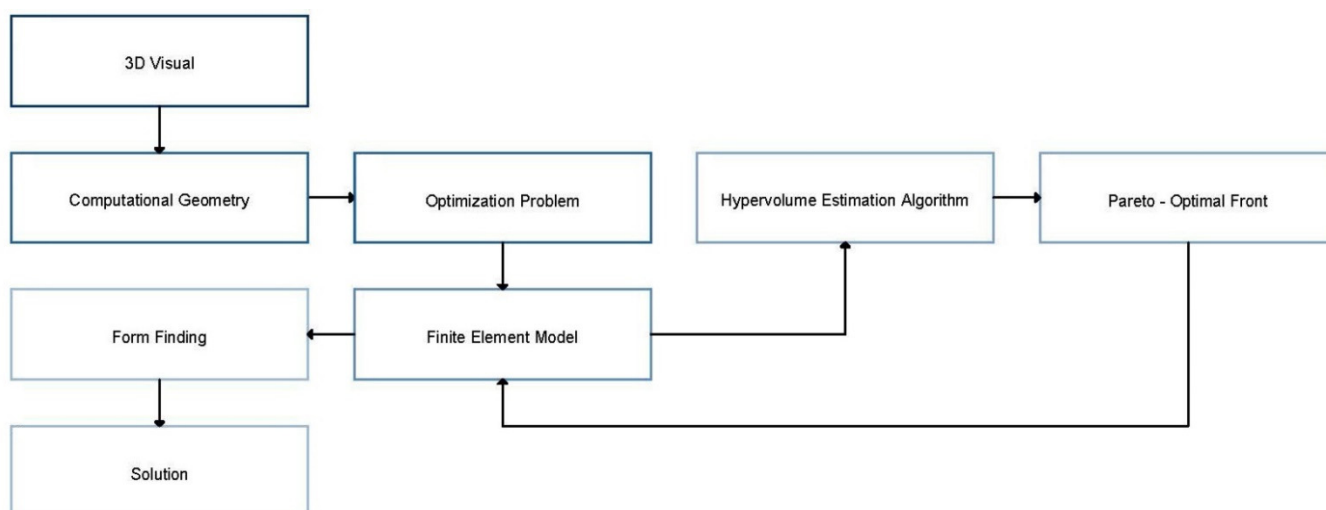 3D Visual
Computational Geometry
Optimization Problem
Hypervolume Estimation Algorithm
Pareto - Optimal Front
Form Finding
Finite Element Model
Solution